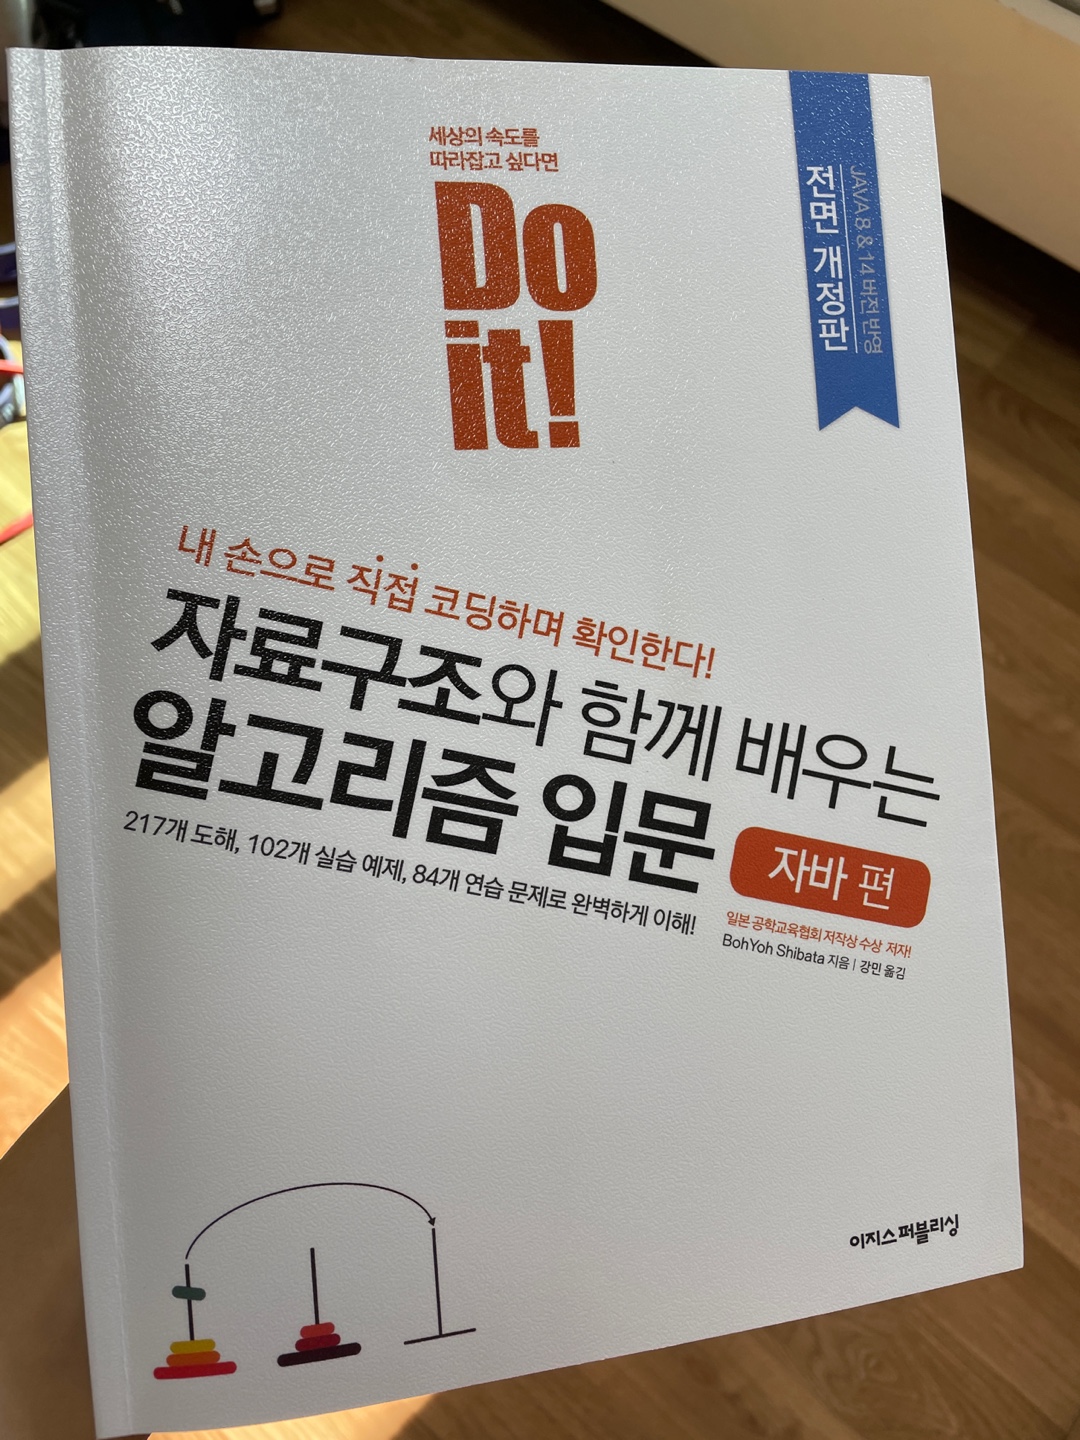 세상의 속도를
따라잡고 싶다면
Do
it!
JAVA 8 & 14 버전 반영
전면 개정판
내 손으로 직접 코딩하며 확인한다!
자료구조와 함께 배우는
알고리즘 입문
자바 편
217개 도해, 102개 실습 예제, 84개 연습 문제로 완벽하게 이해!
일본 공학교육협회 저작상 수상 저자!
BohYoh Shibata 지음 | 강민 옮김
이지스퍼블리싱